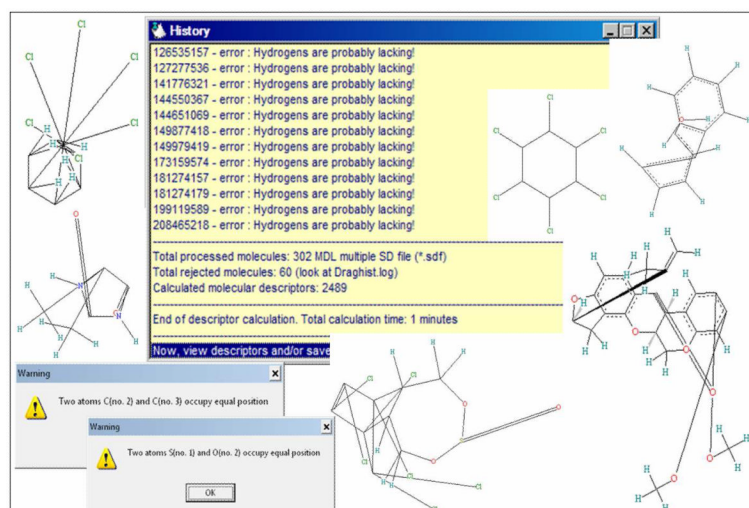 History
126535157 - error : Hydrogens are probably lacking!
127277536 - error : Hydrogens are probably lacking!
141776321 - error : Hydrogens are probably lacking!
144550367 - error : Hydrogens are probably lacking!
144651069 - error : Hydrogens are probably lacking!
149877418 - error : Hydrogens are probably lacking!
149979419 - error : Hydrogens are probably lacking!
173159574 - error : Hydrogens are probably lacking!
181274157 - error : Hydrogens are probably lacking!
181274179 - error : Hydrogens are probably lacking!
199119589 - error : Hydrogens are probably lacking!
208465218 - error : Hydrogens are probably lacking!
Total processed molecules: 302 MDL multiple SD file (*.sdf)
Total rejected molecules: 60 (look at Draghist.log)
Calculated molecular descriptors: 2489
End of descriptor calculation. Total calculation time: 1 minutes
Now, view descriptors and/or save
Warning
Two atoms C(no. 2) and C(no. 3) occupy equal position
Warning
Two atoms S(no. 1) and O(no. 2) occupy equal position
OK